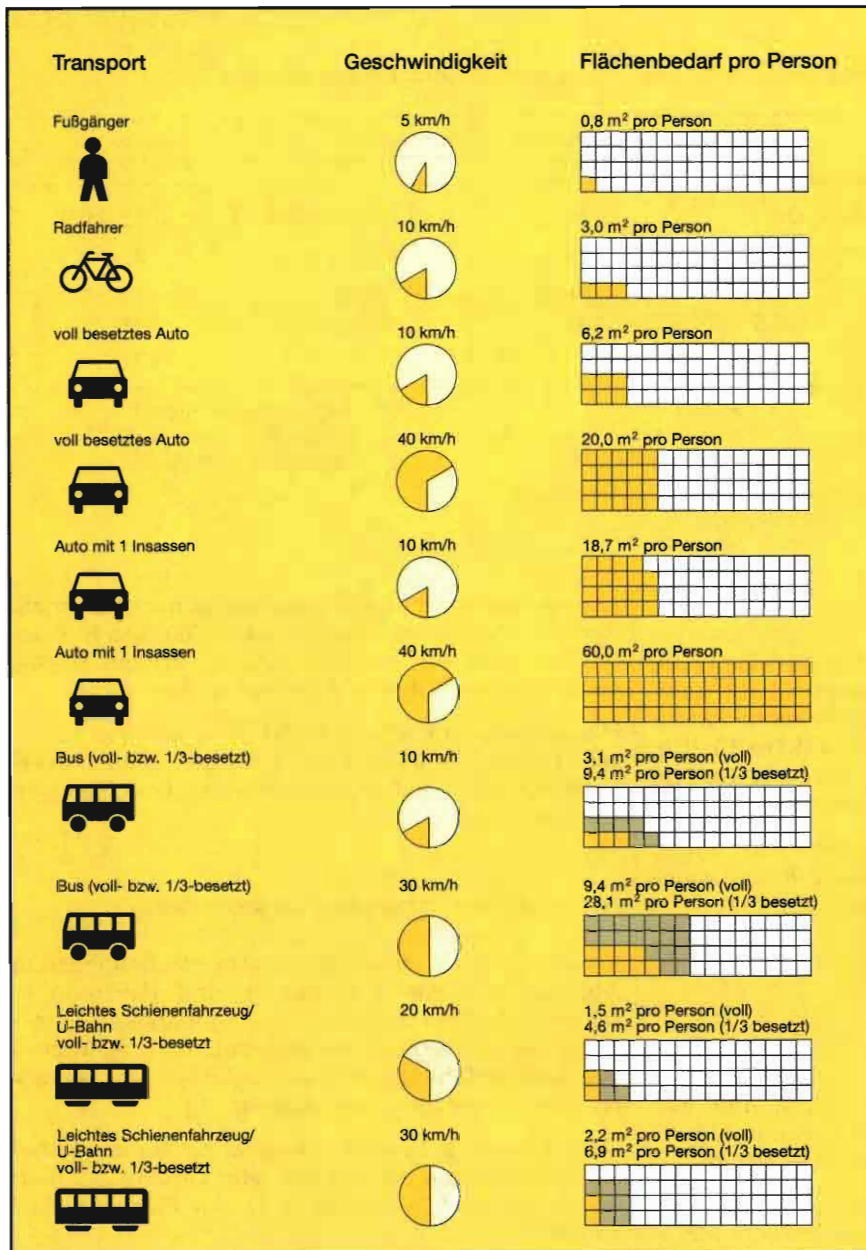 Transport Geschwindigkeit Flächenbedarf pro Person
Fußgänger 5 km/h 0,8 m² pro Person
Radfahrer 10 km/h 3,0 m² pro Person
voll besetztes Auto 10 km/h 6,2 m² pro Person
voll besetztes Auto 40 km/h 20,0 m² pro Person
Auto mit 1 Insassen 10 km/h 18,7 m² pro Person
Auto mit 1 Insassen 40 km/h 60,0 m² pro Person
Bus (voll- bzw. 1/3-besetzt) 10 km/h 3,1 m² pro Person (voll)
9,4 m² pro Person (1/3 besetzt)
Bus (voll- bzw. 1/3-besetzt) 30 km/h 9,4 m² pro Person (voll)
28,1 m² pro Person (1/3 besetzt)
Leichtes Schienenfahrzeug/ 20 km/h 1,5 m² pro Person (voll)
U-Bahn 4,6 m² pro Person (1/3 besetzt)
voll- bzw. 1/3-besetzt
Leichtes Schienenfahrzeug/ 30 km/h 2,2 m² pro Person (voll)
U-Bahn 6,9 m² pro Person (1/3 besetzt)
voll- bzw. 1/3-besetzt